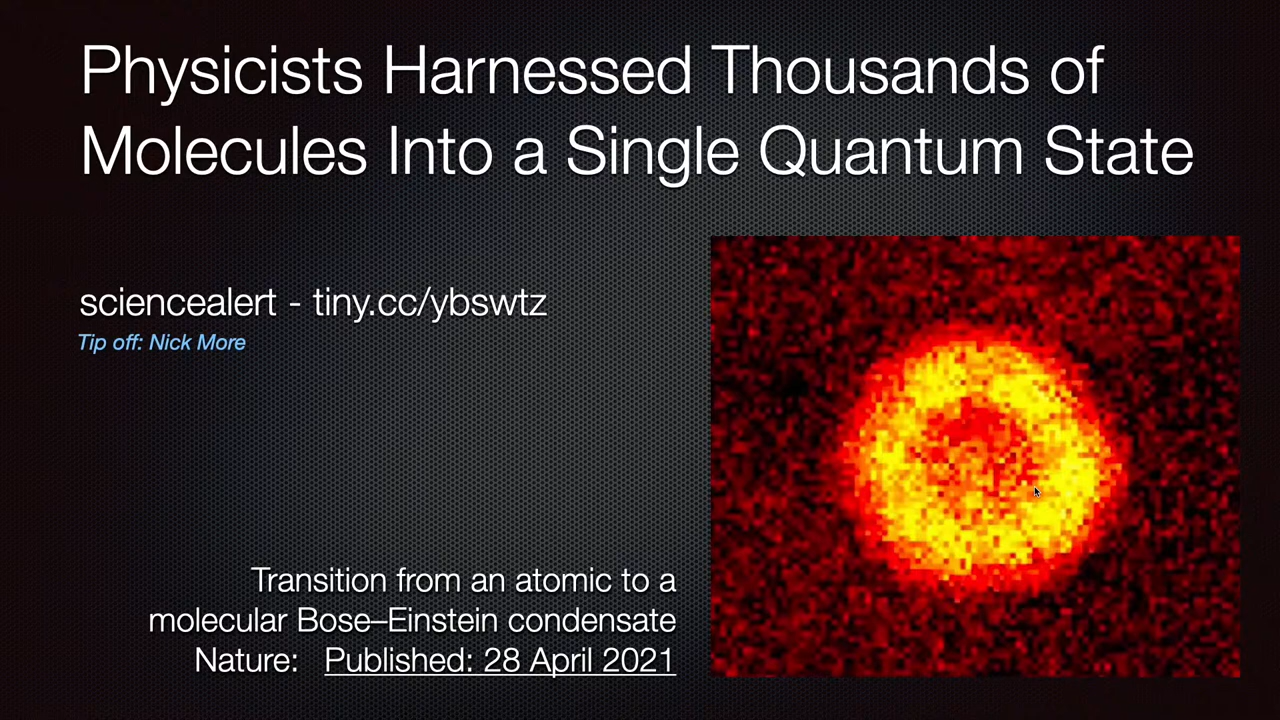 Physicists Harnessed Thousands of
Molecules Into a Single Quantum State
sciencealert - tiny.cc/ybswtz
Tip off: Nick More
Transition from an atomic to a
molecular Bose–Einstein condensate
Nature: Published: 28 April 2021